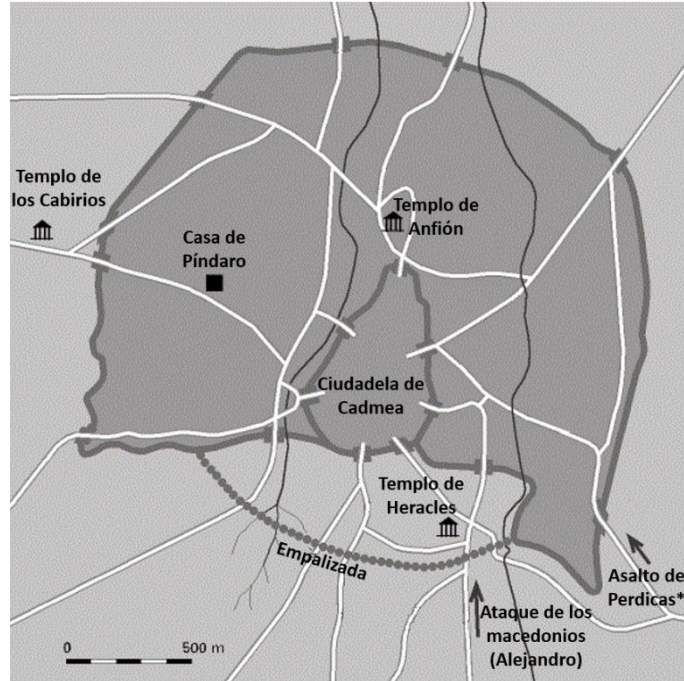 Templo de
los Cabirios
Casa de
Píndaro
Templo de
Anfión
Ciudadela de
Cadmea
Templo de
Heracles
Empalizada
Asalto de
Perdicas*
Ataque de los
macedonios
(Alejandro)
0 500 m